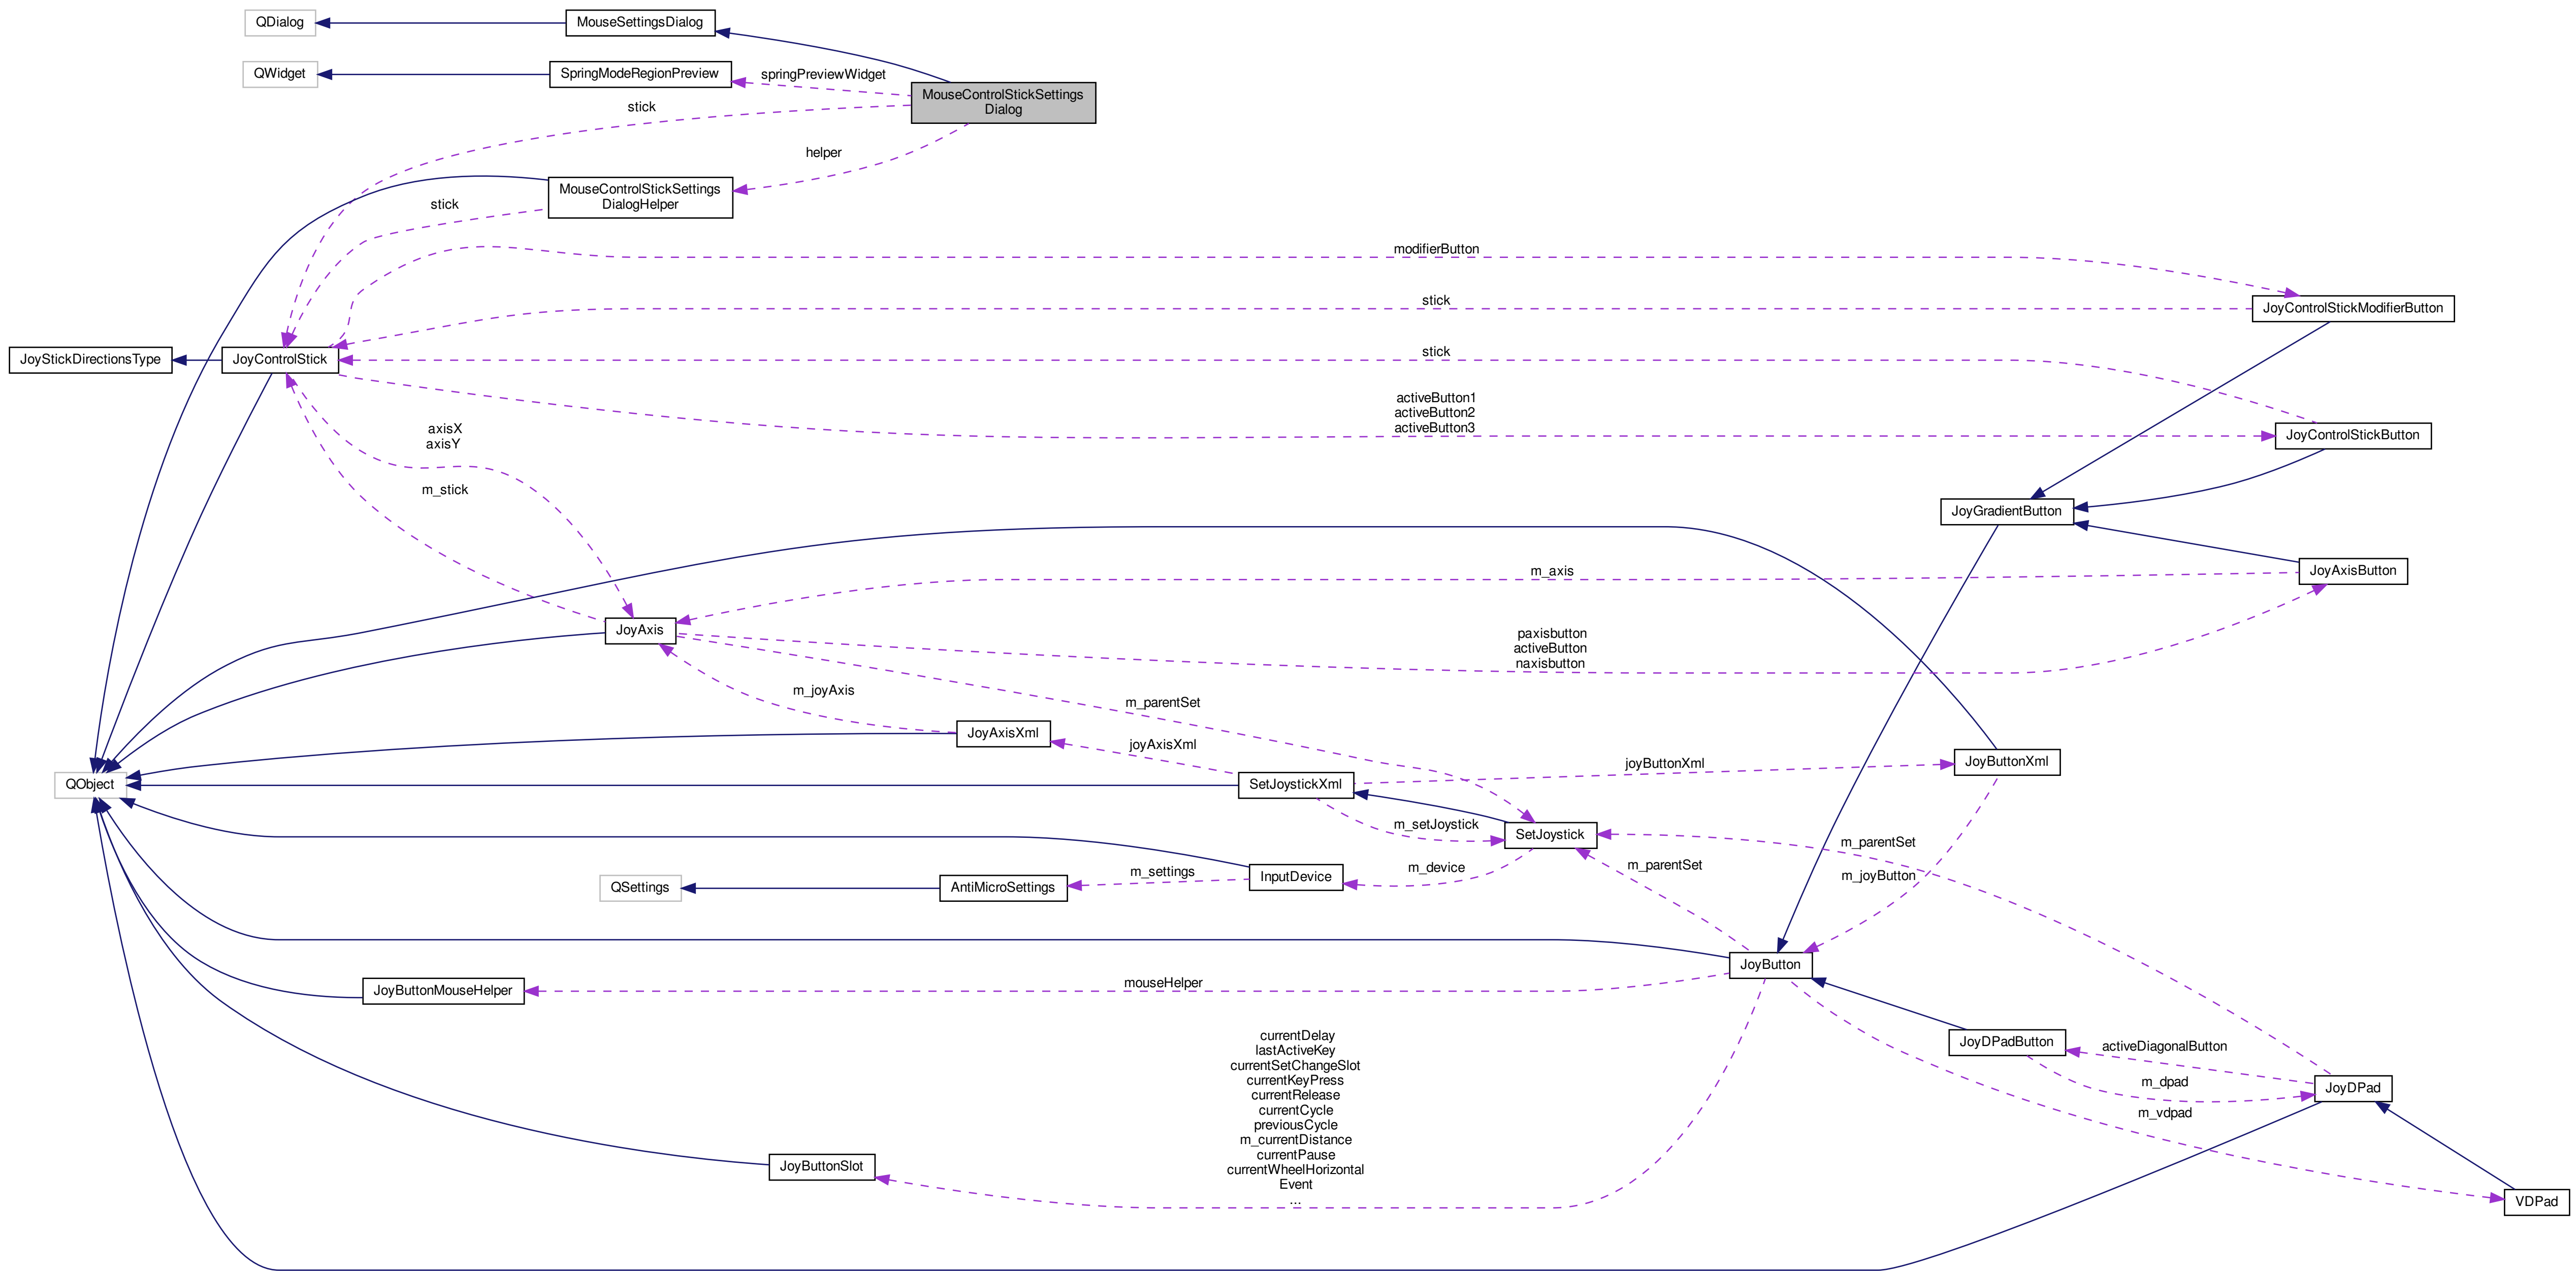 QDialog
MouseSettingsDialog
QWidget
SpringModeRegionPreview
springPreviewWidget
MouseControlStickSettings
Dialog
stick
helper
MouseControlStickSettings
DialogHelper
stick
modifierButton
stick
JoyControlStickModifierButton
JoyStickDirectionsType
JoyControlStick
stick
activeButton1
activeButton2
activeButton3
JoyControlStickButton
axisX
axisY
m_stick
JoyGradientButton
m_axis
JoyAxisButton
JoyAxis
paxisbutton
activeButton
naxisbutton
m_joyAxis
m_parentSet
JoyAxisXml
joyAxisXml
joyButtonXml
JoyButtonXml
QObject
SetJoystickXml
m_setJoystick
SetJoystick
m_parentSet
m_device
m_parentSet
m_joyButton
QSettings
AntiMicroSettings
m_settings
InputDevice
JoyButton
JoyButtonMouseHelper
mouseHelper
currentDelay
lastActiveKey
currentSetChangeSlot
currentKeyPress
currentRelease
currentCycle
previousCycle
m_currentDistance
currentPause
currentWheelHorizontal
Event
...
JoyDPadButton
activeDiagonalButton
m_dpad
JoyDPad
m_vdpad
JoyButtonSlot
VDPad